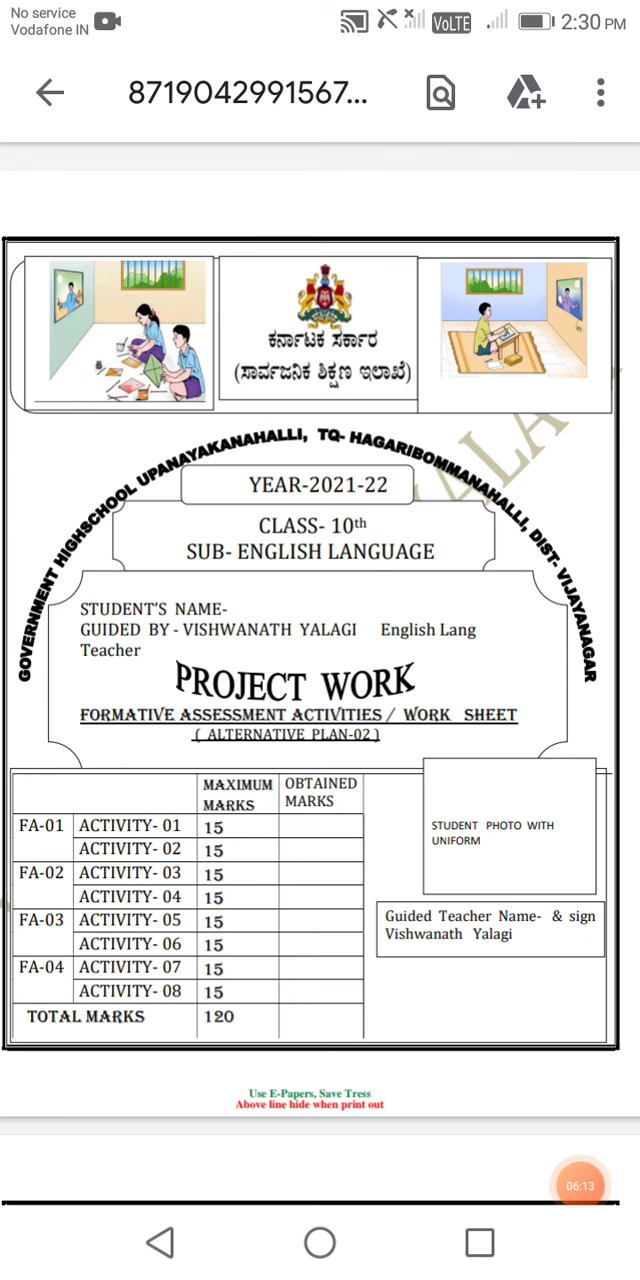 No service
Vodafone IN
VoLTE
2:30 PM
8719042991567...
ಕರ್ನಾಟಕ ಸರ್ಕಾರ
(ಸಾರ್ವಜನಿಕ ಶಿಕ್ಷಣ ಇಲಾಖೆ)
GOVERNMENT HIGHSCHOOL UPANAYAKANAHALLI, TQ- HAGARIBOMMANAHALLI, DIST- VIJAYANAGAR
YEAR-2021-22
CLASS- 10th
SUB- ENGLISH LANGUAGE
STUDENT'S NAME-
GUIDED BY - VISHWANATH YALAGI English Lang
Teacher
PROJECT WORK
FORMATIVE ASSESSMENT ACTIVITIES / WORK SHEET
( ALTERNATIVE PLAN-02 )
MAXIMUM MARKS OBTAINED MARKS
FA-01 ACTIVITY- 01 15
ACTIVITY- 02 15
FA-02 ACTIVITY- 03 15
ACTIVITY- 04 15
FA-03 ACTIVITY- 05 15
ACTIVITY- 06 15
FA-04 ACTIVITY- 07 15
ACTIVITY- 08 15
TOTAL MARKS 120
STUDENT PHOTO WITH
UNIFORM
Guided Teacher Name- & sign
Vishwanath Yalagi
Use E-Papers, Save Tress
Above line hide when print out
06:13